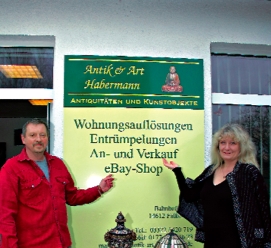 Antik & Art
Habermann
ANTIQUITÄTEN UND KUNSTOBJEKTE
Wohnungsauflösungen
Entrümpelungen
An- und Verkauf
eBay-Shop